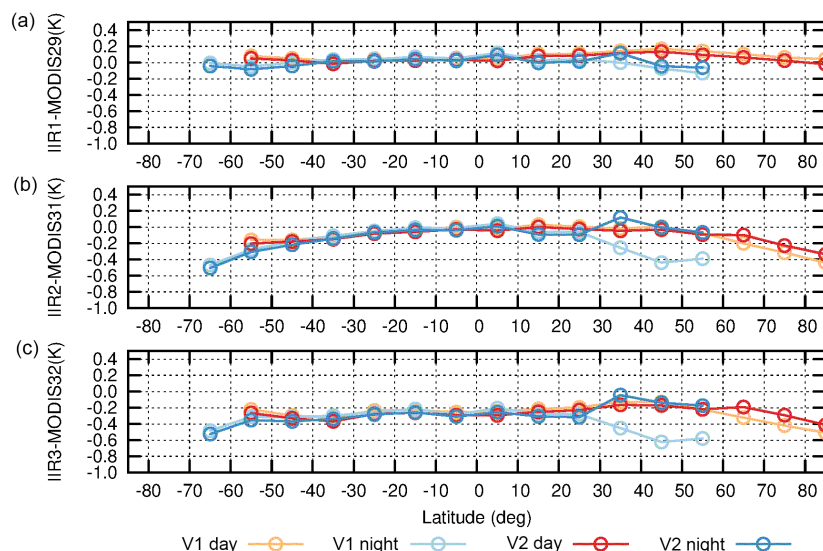 (a)
IIR1-MODIS29(K)
0.4
0.2
0.0
-0.2
-0.4
-0.6
-0.8
-1.0
-80 -70 -60 -50 -40 -30 -20 -10 0 10 20 30 40 50 60 70 80
(b)
IIR2-MODIS31(K)
0.4
0.2
0.0
-0.2
-0.4
-0.6
-0.8
-1.0
-80 -70 -60 -50 -40 -30 -20 -10 0 10 20 30 40 50 60 70 80
(c)
IIR3-MODIS32(K)
0.4
0.2
0.0
-0.2
-0.4
-0.6
-0.8
-1.0
-80 -70 -60 -50 -40 -30 -20 -10 0 10 20 30 40 50 60 70 80
Latitude (deg)
V1 day V1 night V2 day V2 night